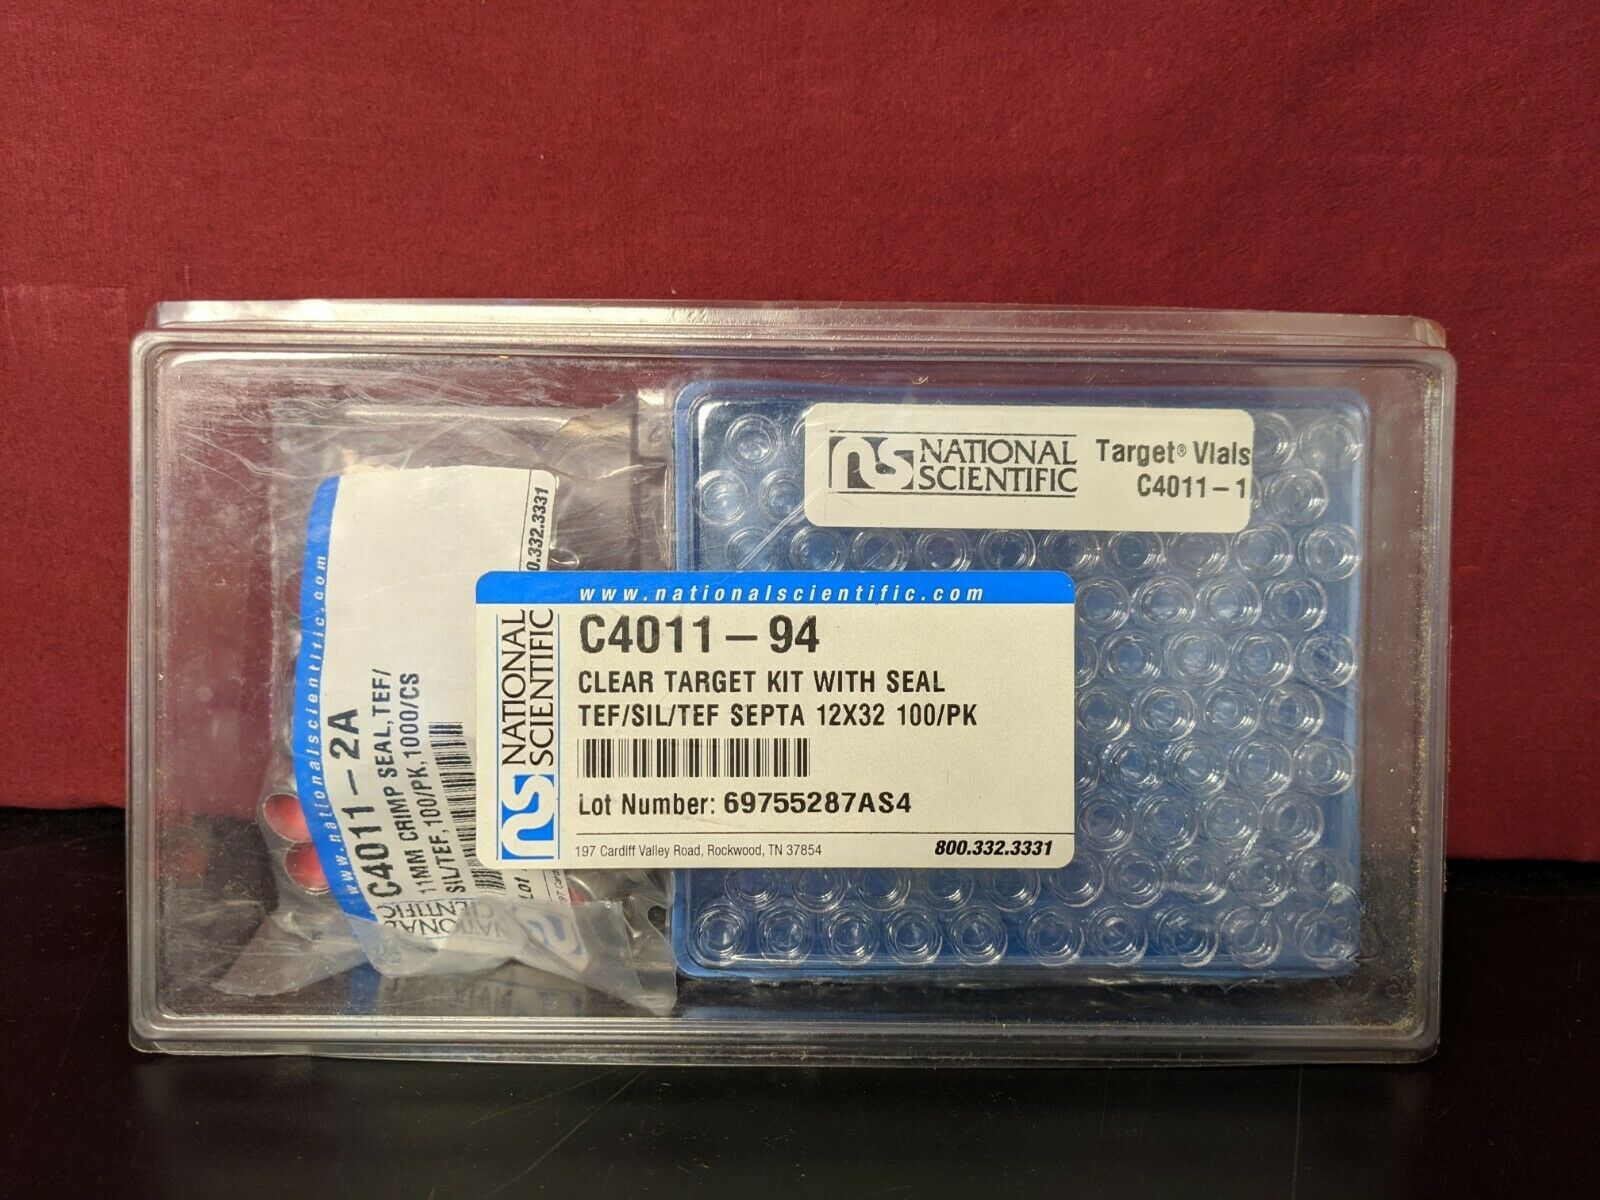 NATIONAL
SCIENTIFIC
Target® Vials
C4011-1
www.nationalscientific.com
C4011-94
CLEAR TARGET KIT WITH SEAL
TEF/SIL/TEF SEPTA 12X32 100/PK
Lot Number: 69755287AS4
197 Cardiff Valley Road, Rockwood, TN 37854
800.332.3331
NATIONAL
SCIENTIFIC
www.nationalscientific.com
C4011-2A
11MM CRIMP SEAL,TEF/
SIL/TEF,100/PK,1000/CS
Lot
0.332.3331